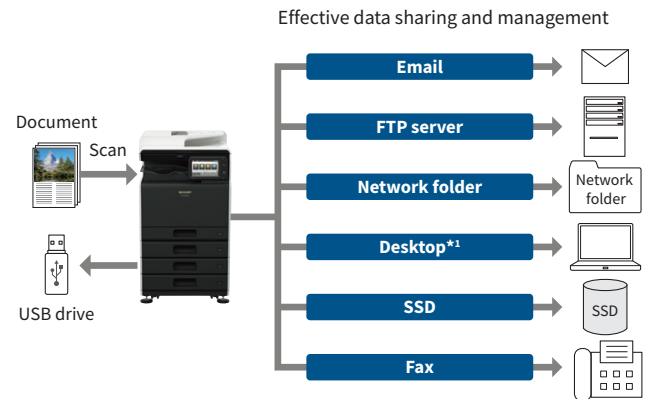 Effective data sharing and management
Document
Scan
USB drive
Email
FTP server
Network folder
Desktop*1
SSD
Fax
Network
folder
SSD